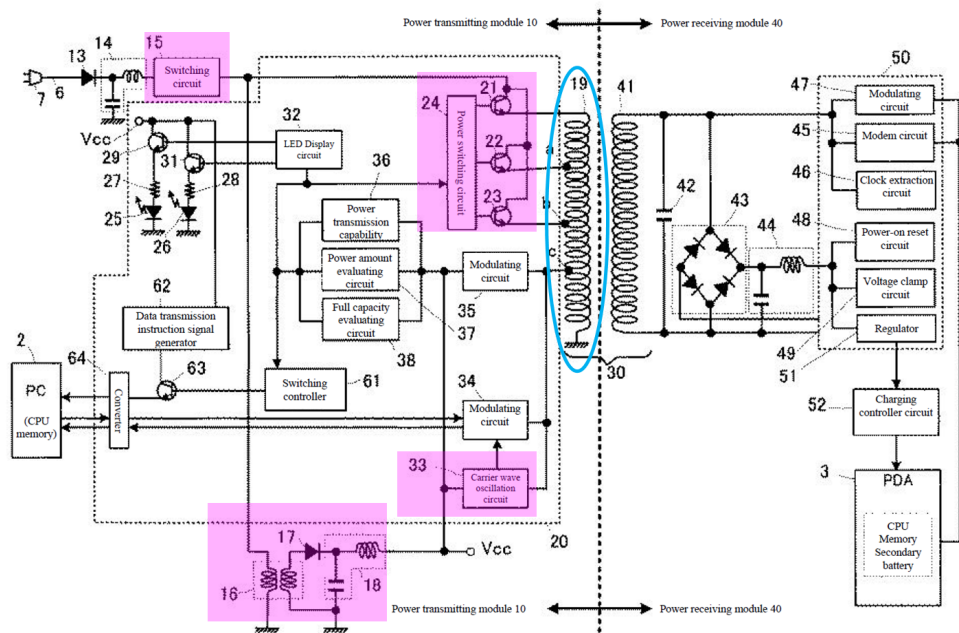 Power transmitting module 10
Power receiving module 40
14
15
13
Switching
circuit
7
6
Vcc
29
31
27
28
25
26
32
LED Display
circuit
36
Power
transmission
capability
Power amount
evaluating
circuit
37
Full capacity
evaluating
circuit
38
24
Power switching circuit
21
22
23
19
a
b
c
41
30
Modulating
circuit
35
62
Data transmission
instruction signal
generator
2
64
63
PC
(CPU
memory)
Converter
Switching
controller
61
34
Modulating
circuit
33
Carrier wave
oscillation
circuit
20
Vcc
16
17
18
42
43
44
50
47
Modulating
circuit
45
Modem circuit
46
Clock extraction
circuit
48
Power-on reset
circuit
Voltage clamp
circuit
49
Regulator
51
52
Charging
controller circuit
3
PDA
CPU
Memory
Secondary
battery
Power transmitting module 10
Power receiving module 40